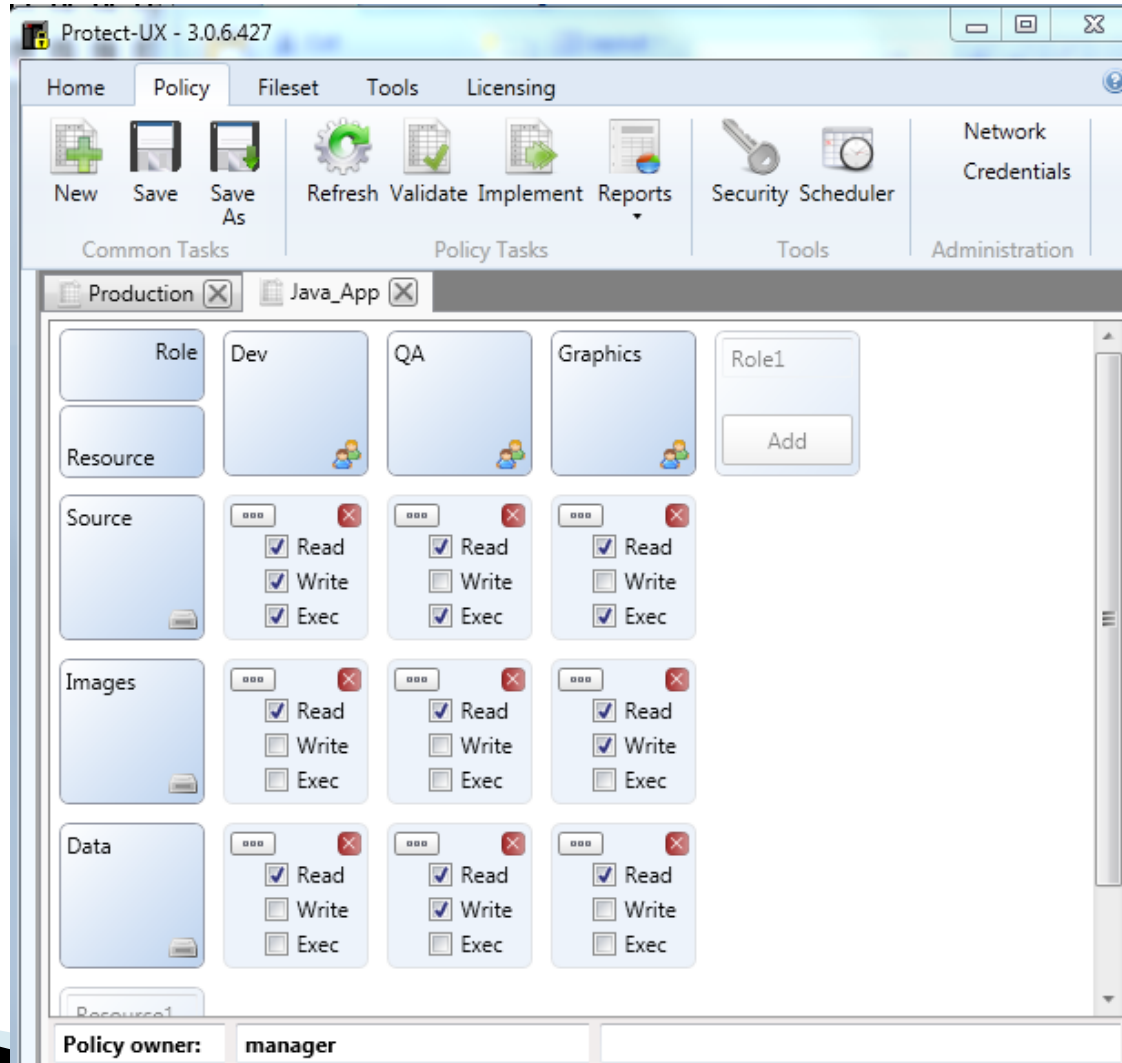 Protect-UX - 3.0.6.427
Home Policy Fileset Tools Licensing
New Save Save As Refresh Validate Implement Reports Security Scheduler Network Credentials
Common Tasks Policy Tasks Tools Administration
Production Java_App
Role Dev QA Graphics Role1
Resource Add
Source
Read Read Read
Write Write Write
Exec Exec Exec
Images
Read Read Read
Write Write Write
Exec Exec Exec
Data
Read Read Read
Write Write Write
Exec Exec Exec
Resource1
Policy owner: manager